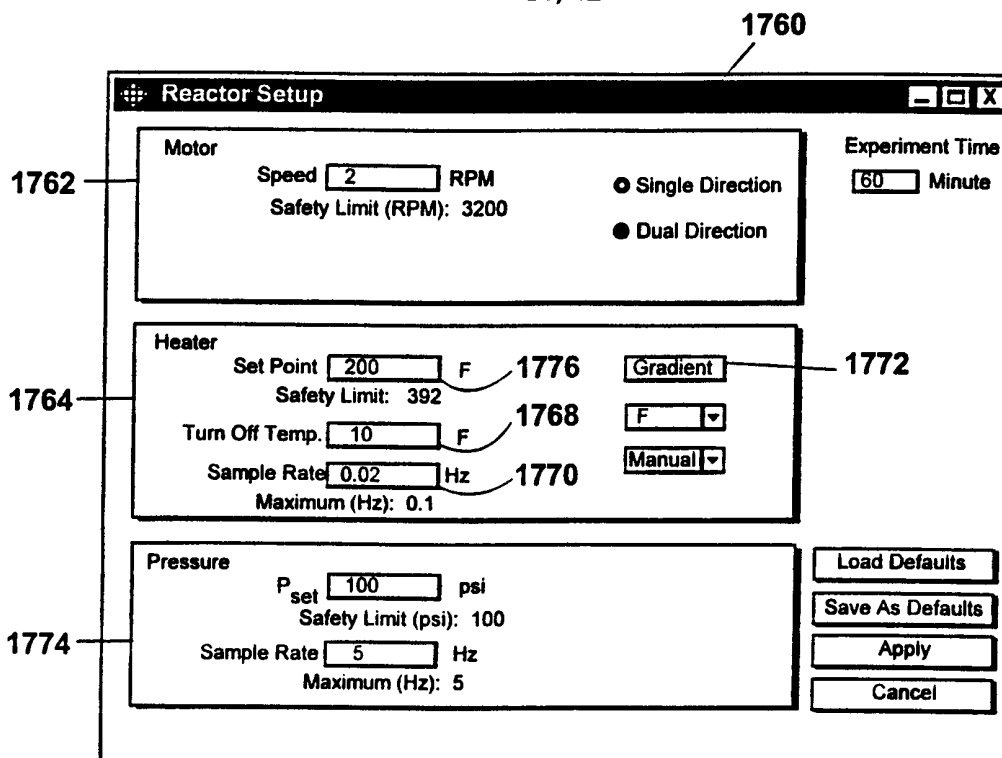 1760
Reactor Setup
Motor
Speed 2 RPM
Safety Limit (RPM): 3200
Single Direction
Dual Direction
Experiment Time
60 Minute
1762
Heater
Set Point 200 F
1776
Gradient
1772
Safety Limit: 392
1764
Turn Off Temp. 10 F
1768
F
Sample Rate 0.02 Hz
1770
Manual
Maximum (Hz): 0.1
Pressure
Pset 100 psi
Safety Limit (psi): 100
1774
Sample Rate 5 Hz
Maximum (Hz): 5
Load Defaults
Save As Defaults
Apply
Cancel